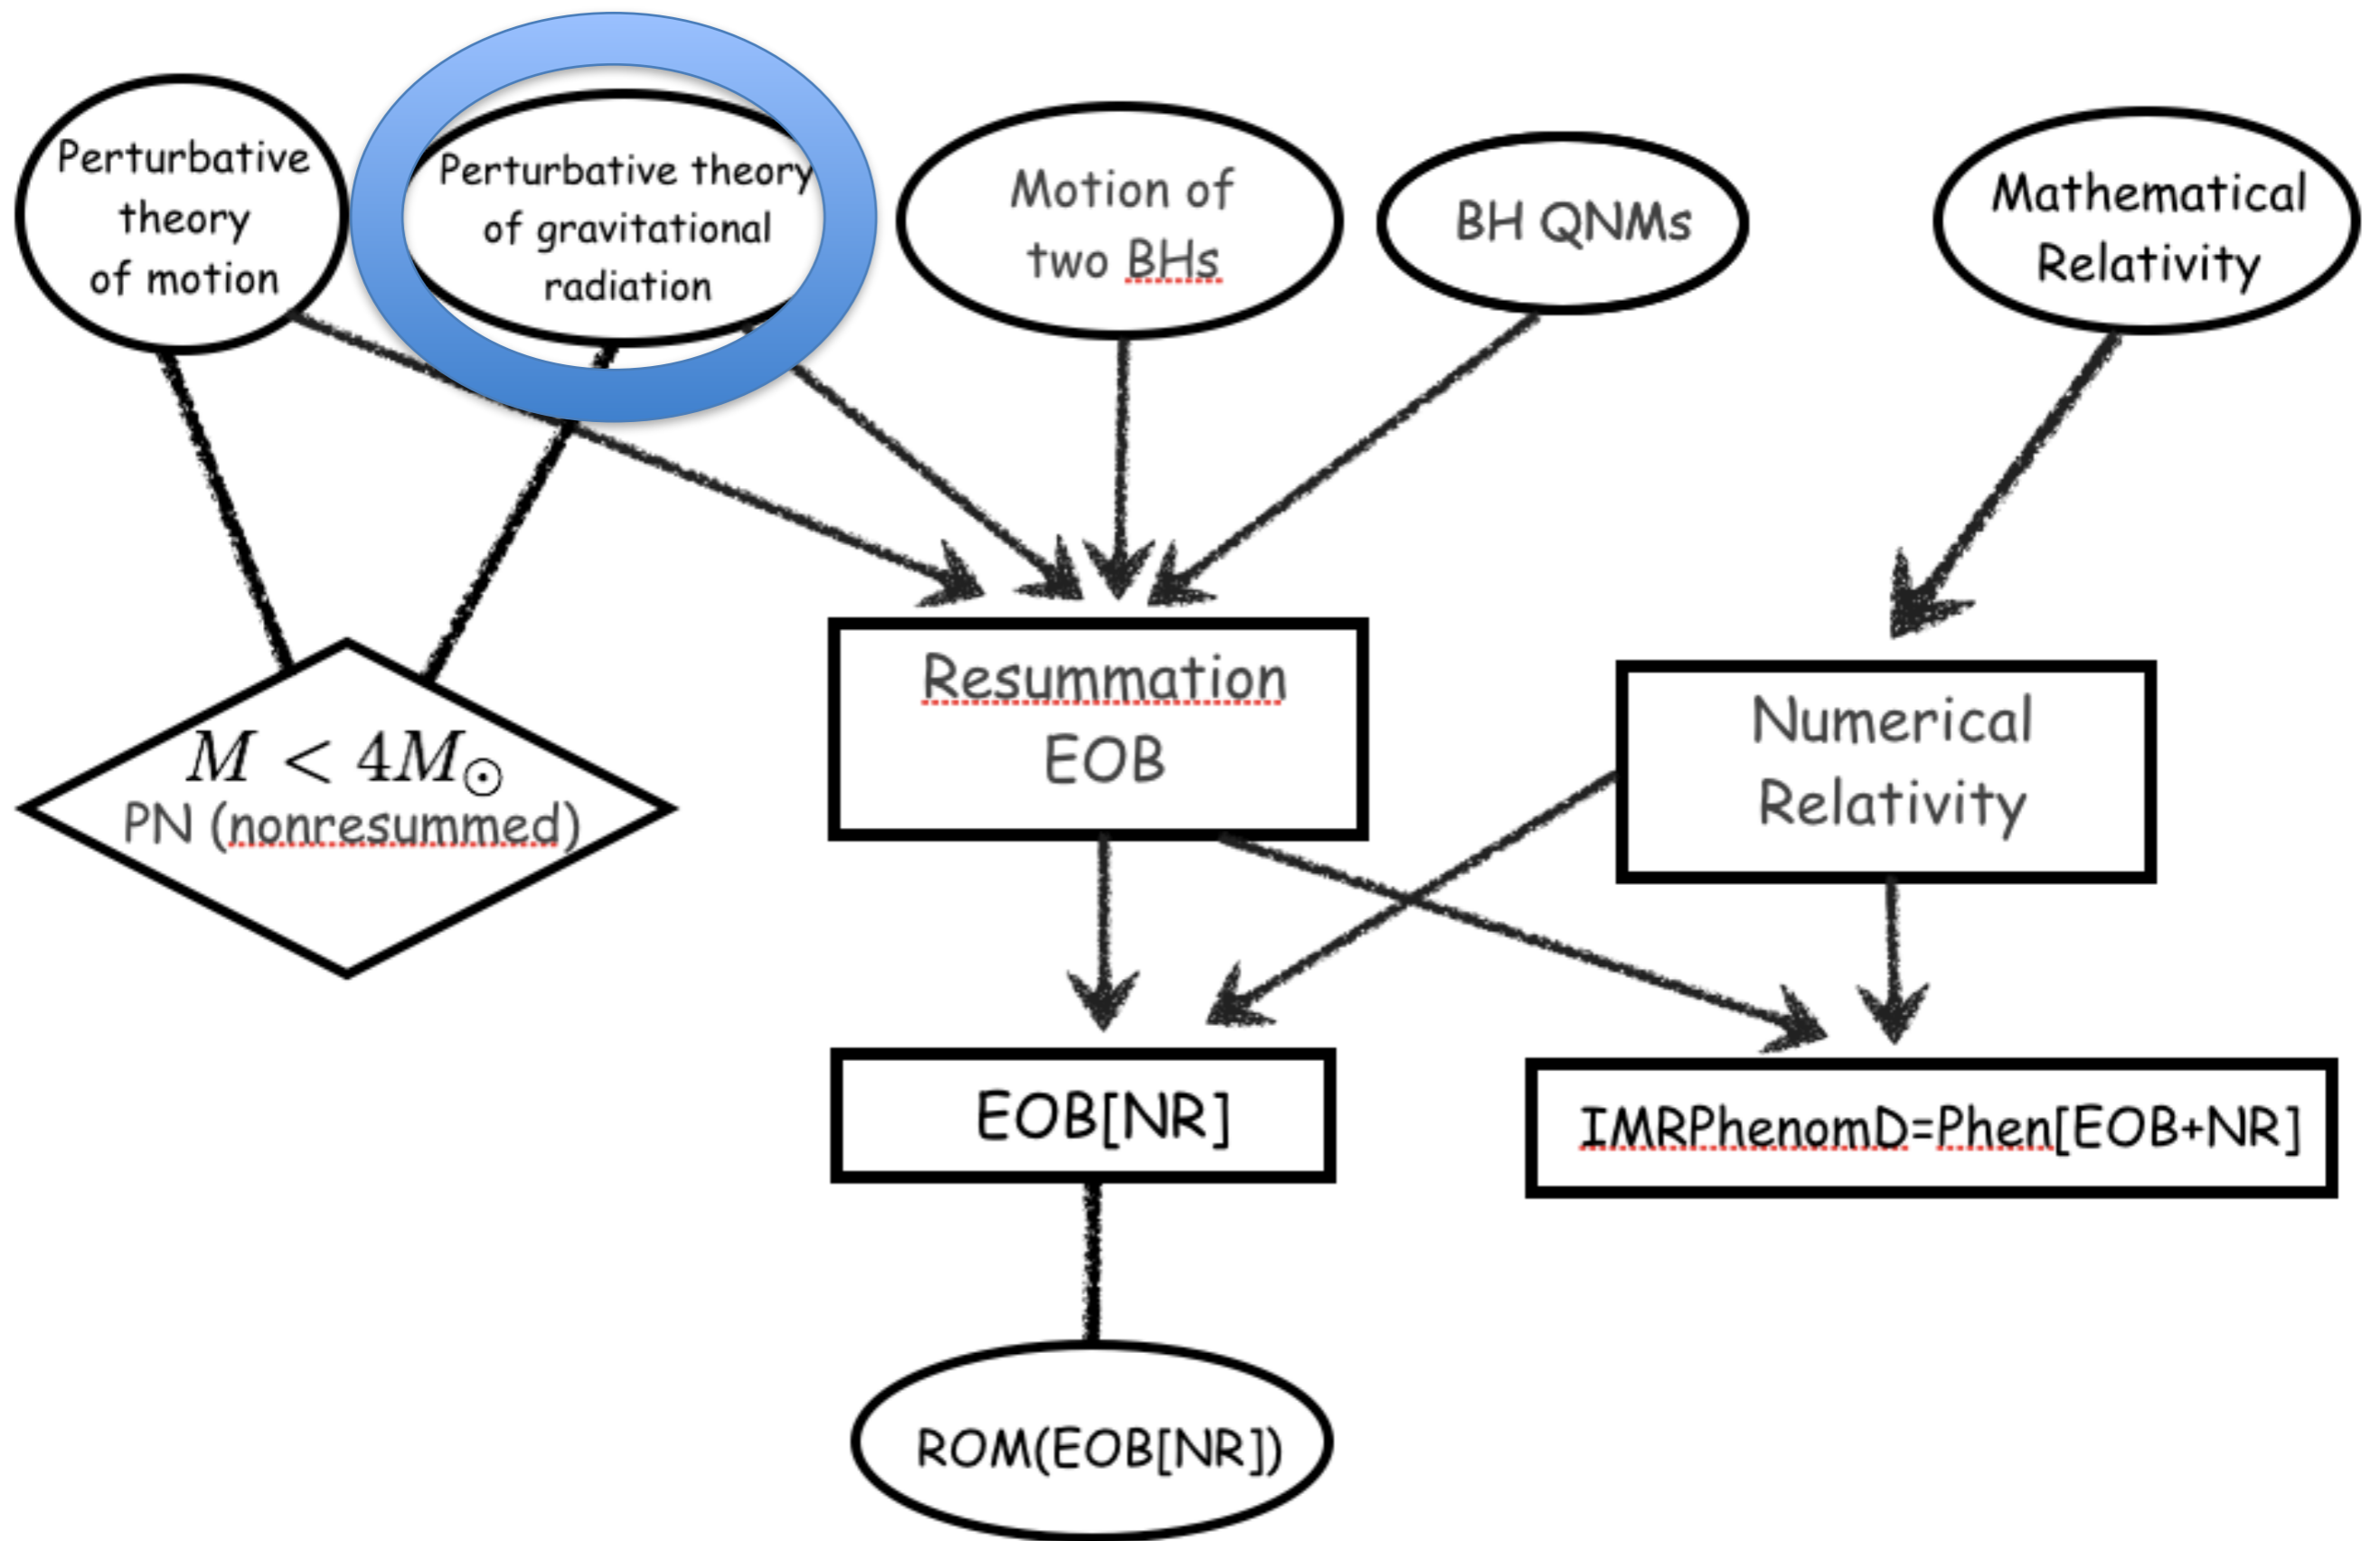 Perturbative
theory
of motion
Perturbative theory
of gravitational
radiation
Motion of
two BHs
BH QNMs
Mathematical
Relativity
M < 4M⊙
PN (nonresummed)
Resummation
EOB
Numerical
Relativity
EOB[NR]
IMRPhenomD=Phen[EOB+NR]
ROM(EOB[NR])